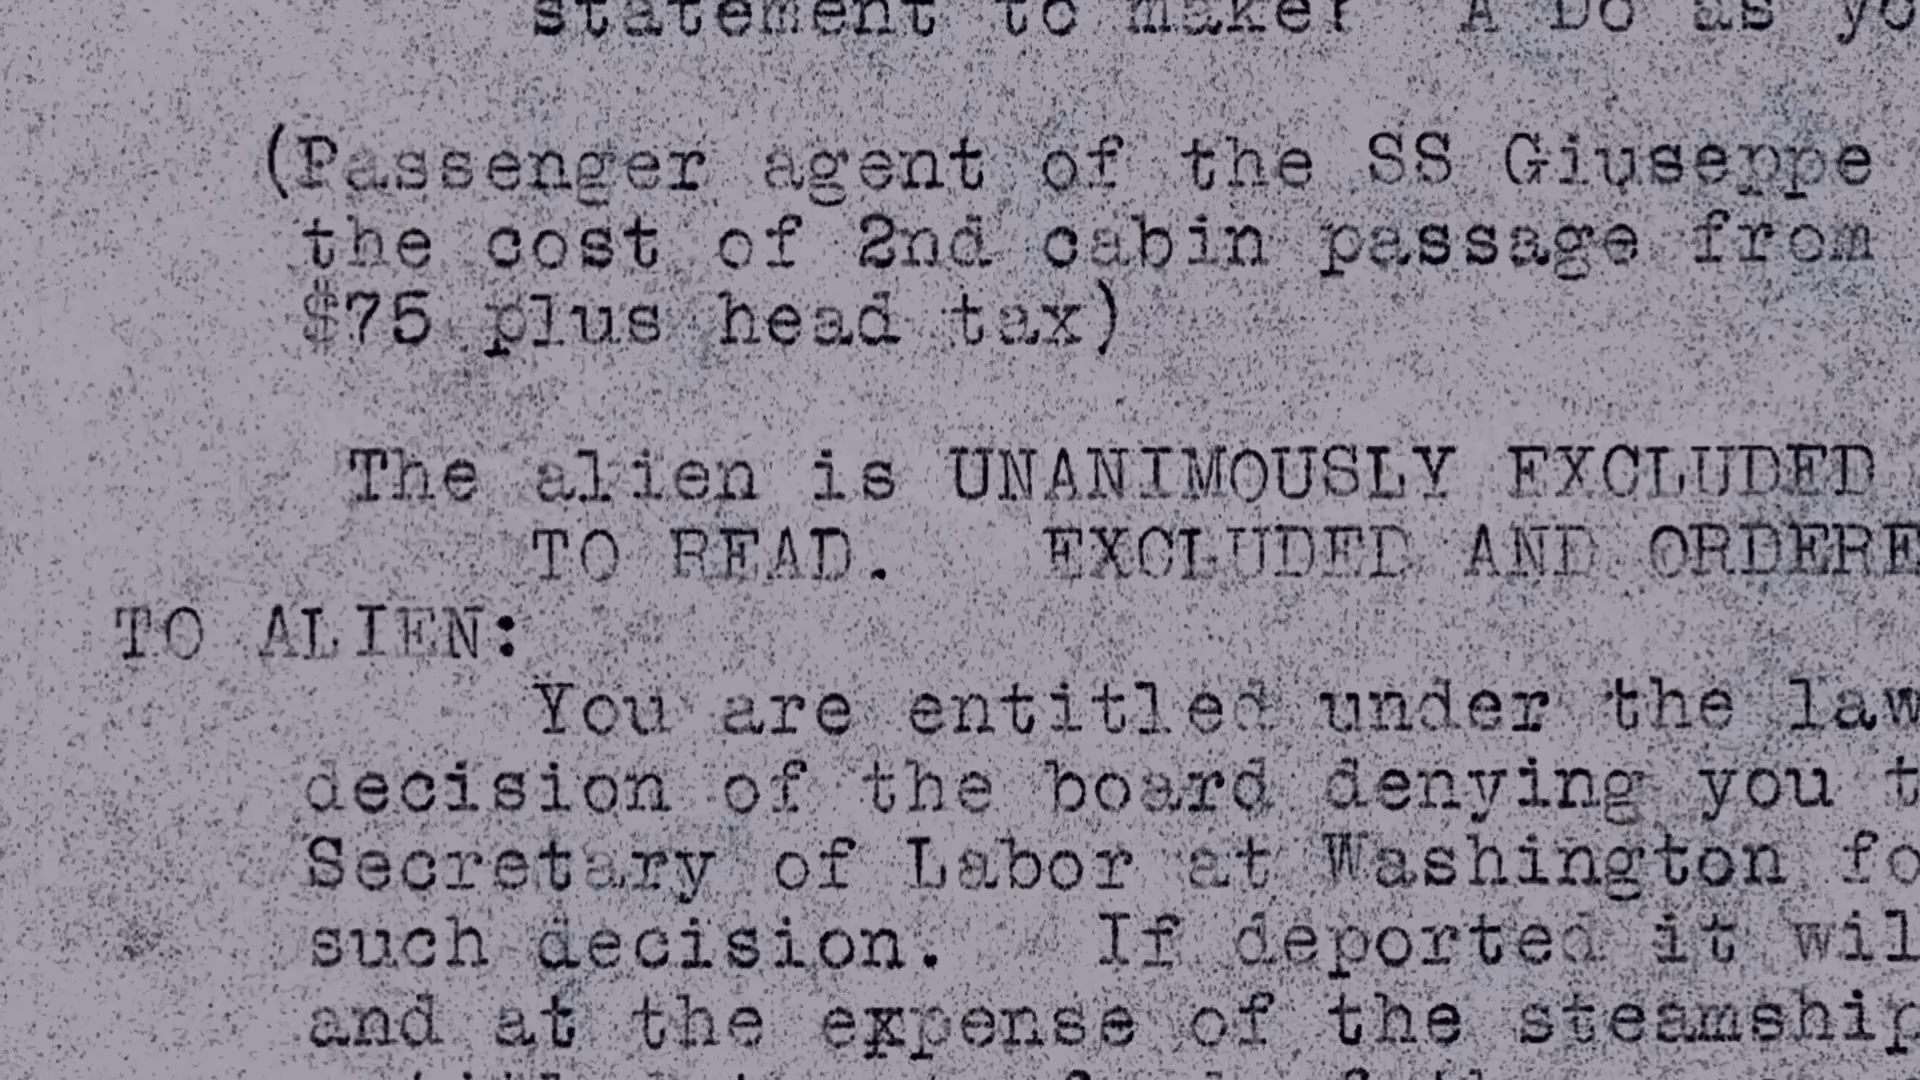 statement to make? A Do as yo
(Passenger agent of the SS Giuseppe
the cost of 2nd cabin passage from
$75 plus head tax)
The alien is UNANIMOUSLY EXCLUDED
TO READ. EXCLUDED AND ORDERE
TO ALIEN:
You are entitled under the law
decision of the board denying you t
Secretary of Labor at Washington fo
such decision. If deported it wil
and at the expense of the steamship